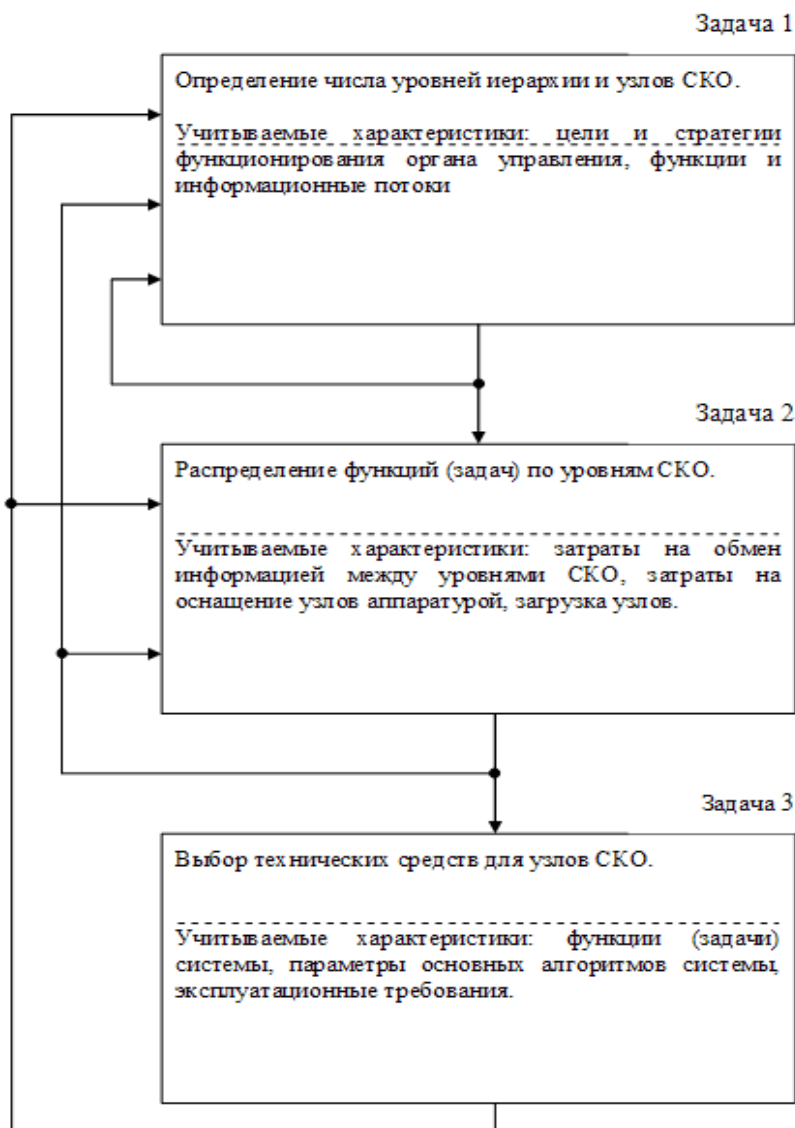 Задача 1
Определение числа уровней иерархии и узлов СКО.
Учитываемые характеристики: цели и стратегии
функционирования органа управления, функции и
информационные потоки
Задача 2
Распределение функций (задач) по уровням СКО.
Учитываемые характеристики: затраты на обмен
информацией между уровнями СКО, затраты на
оснащение узлов аппаратурой, загрузка узлов.
Задача 3
Выбор технических средств для узлов СКО.
Учитываемые характеристики: функции (задачи)
системы, параметры основных алгоритмов системы,
эксплуатационные требования.